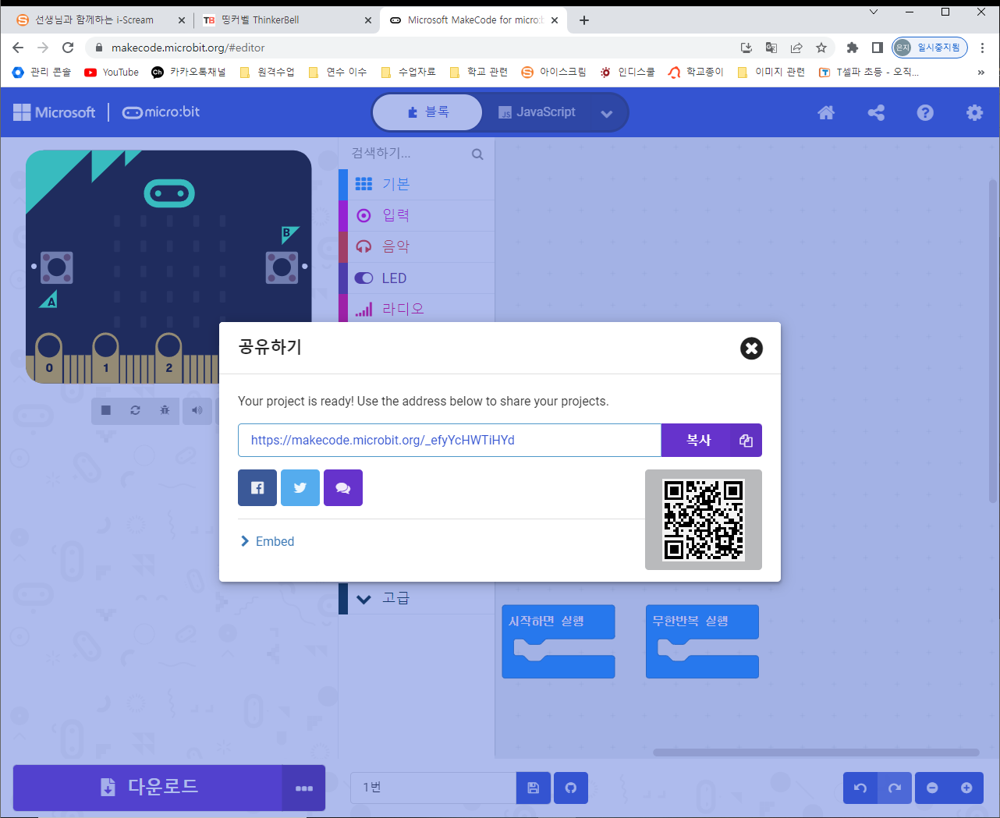 선생님과 함께하는 i-Scream
TB 띵커벨 ThinkerBell
Microsoft MakeCode for micro:b
makecode.microbit.org/#editor
은지 일시중지됨
관리 콘솔
YouTube
Ch 카카오톡채널
원격수업
연수 이수
수업자료
학교 관련
아이스크림
인디스쿨
학교종이
이미지 관련
T셀파 초등 - 오직...
Microsoft
micro:bit
블록
JS JavaScript
검색하기...
기본
입력
음악
LED
라디오
B
A
0 1 2
공유하기
Your project is ready! Use the address below to share your projects.
https://makecode.microbit.org/_efyYcHWTiHYd
복사
Embed
고급
시작하면 실행
무한반복 실행
다운로드
1번